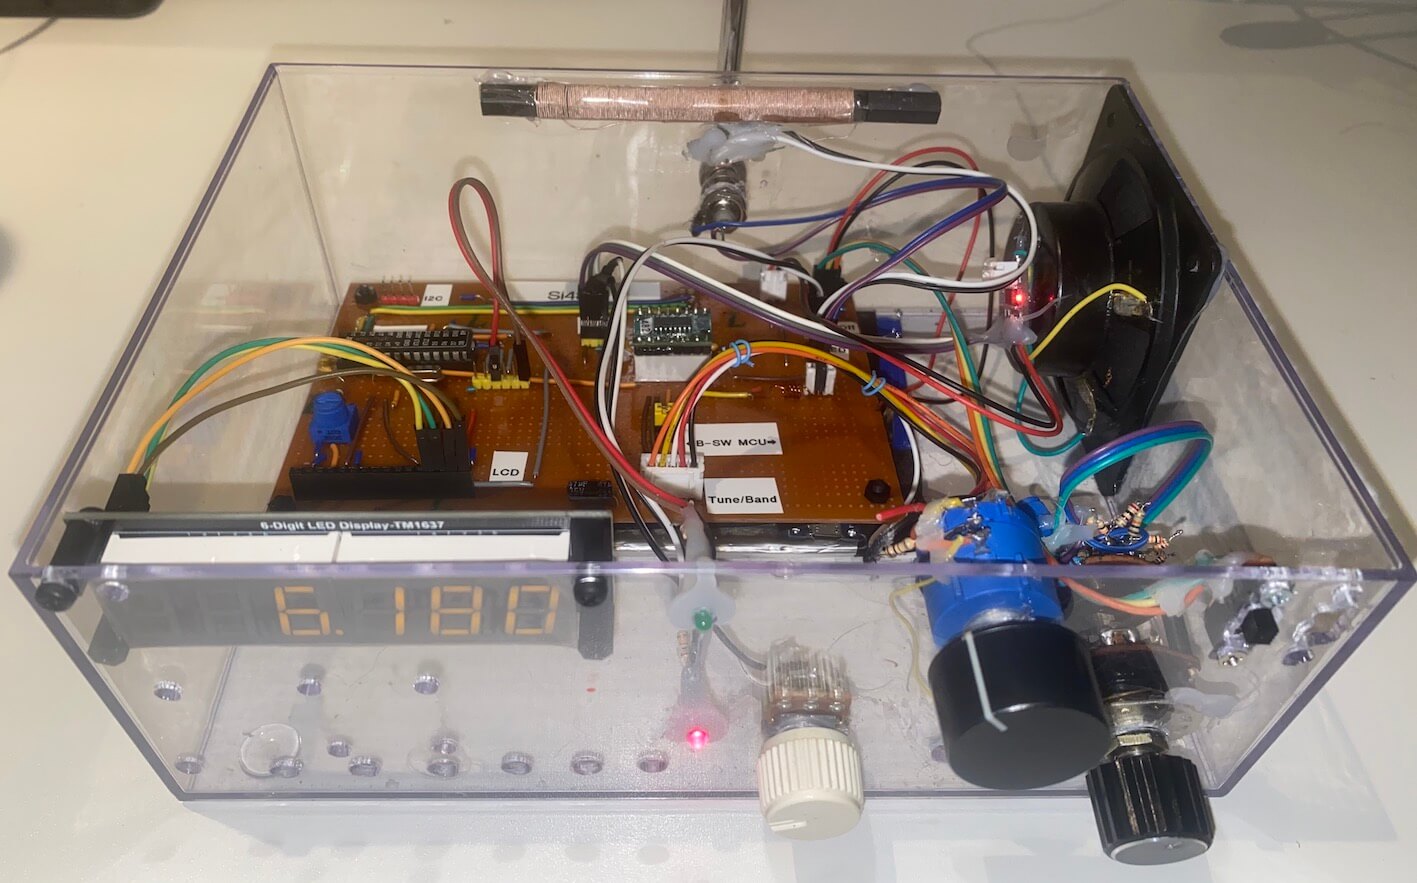 I2C
Si4
LCD
B-SW MCU→
Tune/Band
6-Digit LED Display-TM1637
6.180